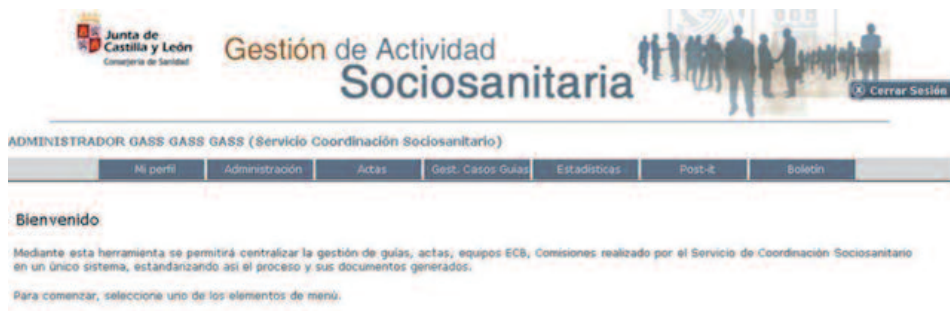 Junta de
Castilla y León
Consejería de Sanidad
Gestión de Actividad
Sociosanitaria
Cerrar Sesión
ADMINISTRADOR GASS GASS GASS (Servicio Coordinación Sociosanitario)
Mi perfil Administración Actas Gest. Casos Guías Estadísticas Post-it Boletín
Bienvenido
Mediante esta herramienta se permitirá centralizar la gestión de guías, actas, equipos ECB, Comisiones realizado por el Servicio de Coordinación Sociosanitario
en un único sistema, estandarizando así el proceso y sus documentos generados.
Para comenzar, seleccione uno de los elementos de menú.